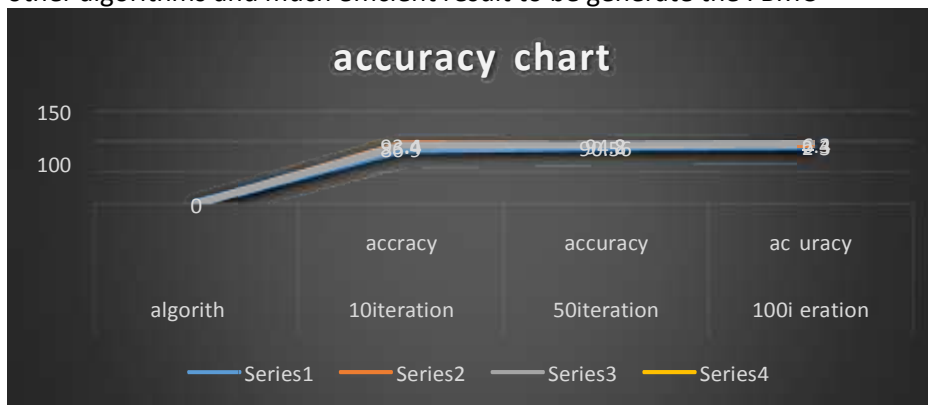 other algorithms and much efficient result to be generate the
accuracy chart
150
100
0
accracy accuracy ac uracy
algorith 10iteration 50iteration 100i eration
Series1 Series2 Series3 Series4